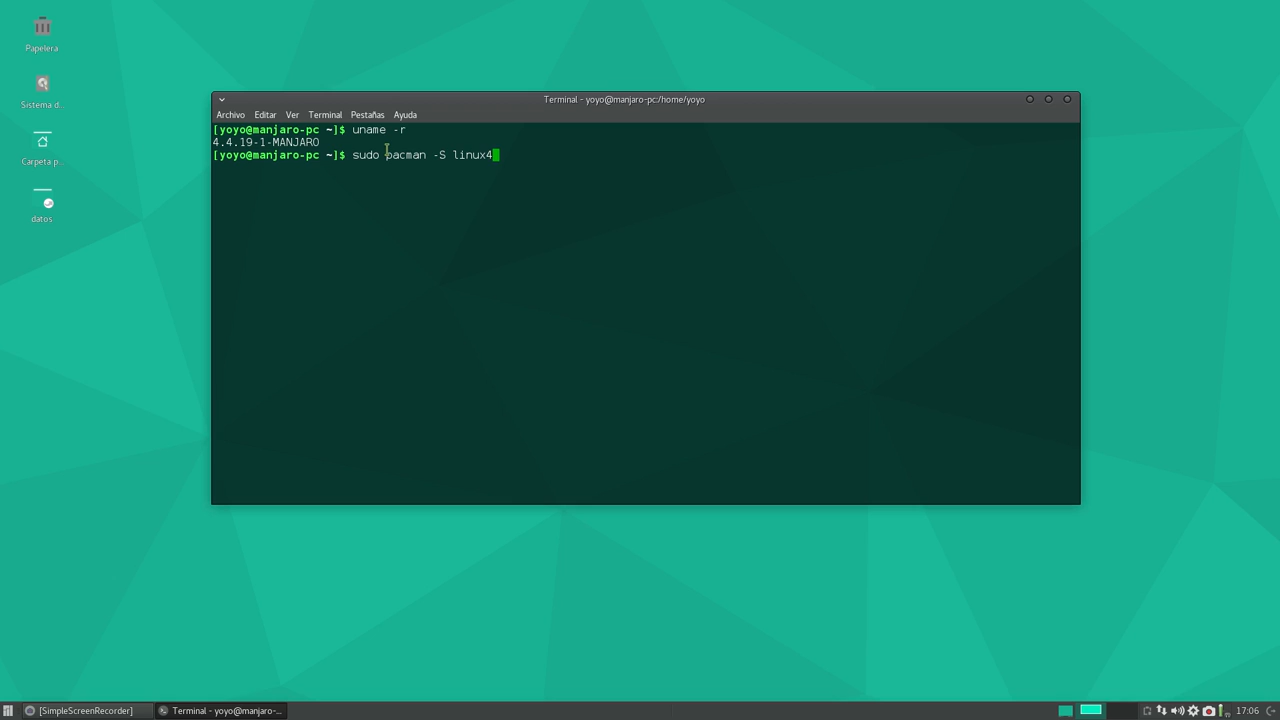 Papelera
Sistema d...
Carpeta p...
datos
Terminal - yoyo@manjaro-pc:/home/yoyo
Archivo Editar Ver Terminal Pestañas Ayuda
[yoyo@manjaro-pc ~]$ uname -r
4.4.19-1-MANJARO
[yoyo@manjaro-pc ~]$ sudo pacman -S linux4
[SimpleScreenRecorder] Terminal - yoyo@manjaro-... 17:06